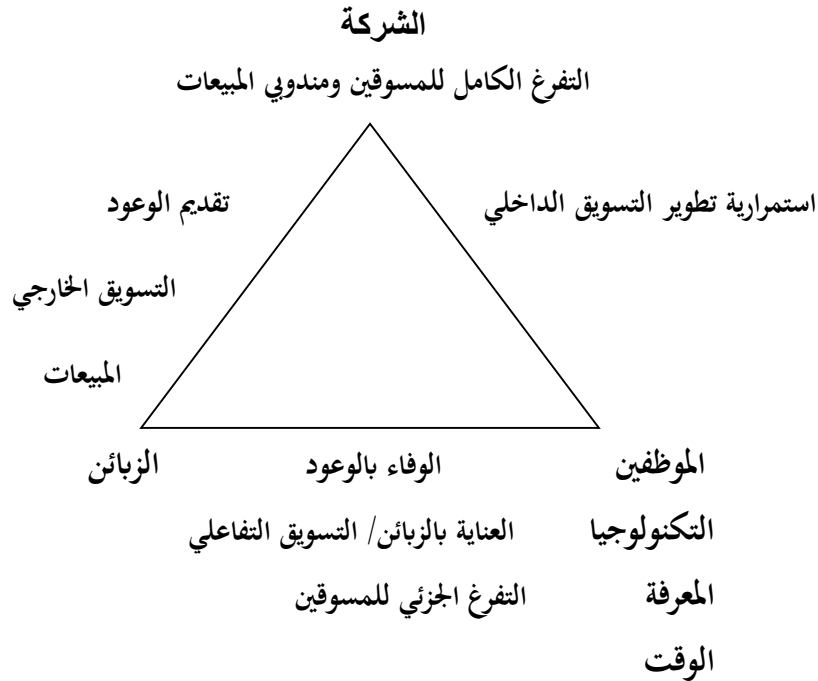 الشركة
التفرغ الكامل للمسوقين ومندوبي المبيعات
استمرارية تطوير التسويق الداخلي
تقديم الوعود
التسويق الخارجي
المبيعات
الموظفين
الوفاء بالوعود
الزبائن
التكنولوجيا
العناية بالزبائن/ التسويق التفاعلي
المعرفة
التفرغ الجزئي للمسوقين
الوقت